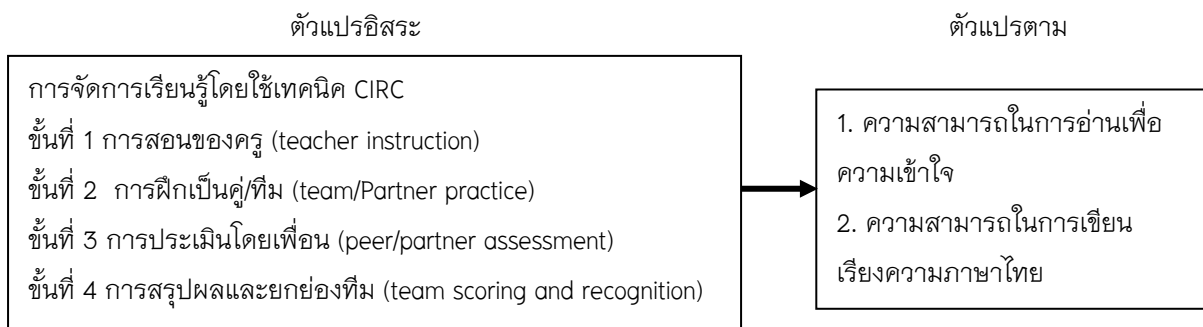 ตัวแปรอิสระ
การจัดการเรียนรู้โดยใช้เทคนิค CIRC
ขั้นที่ 1 การสอนของครู (teacher instruction)
ขั้นที่ 2 การฝึกเป็นคู่/ทีม (team/Partner practice)
ขั้นที่ 3 การประเมินโดยเพื่อน (peer/partner assessment)
ขั้นที่ 4 การสรุปผลและยกย่องทีม (team scoring and recognition)
ตัวแปรตาม
1. ความสามารถในการอ่านเพื่อ
ความเข้าใจ
2. ความสามารถในการเขียน
เรียงความภาษาไทย